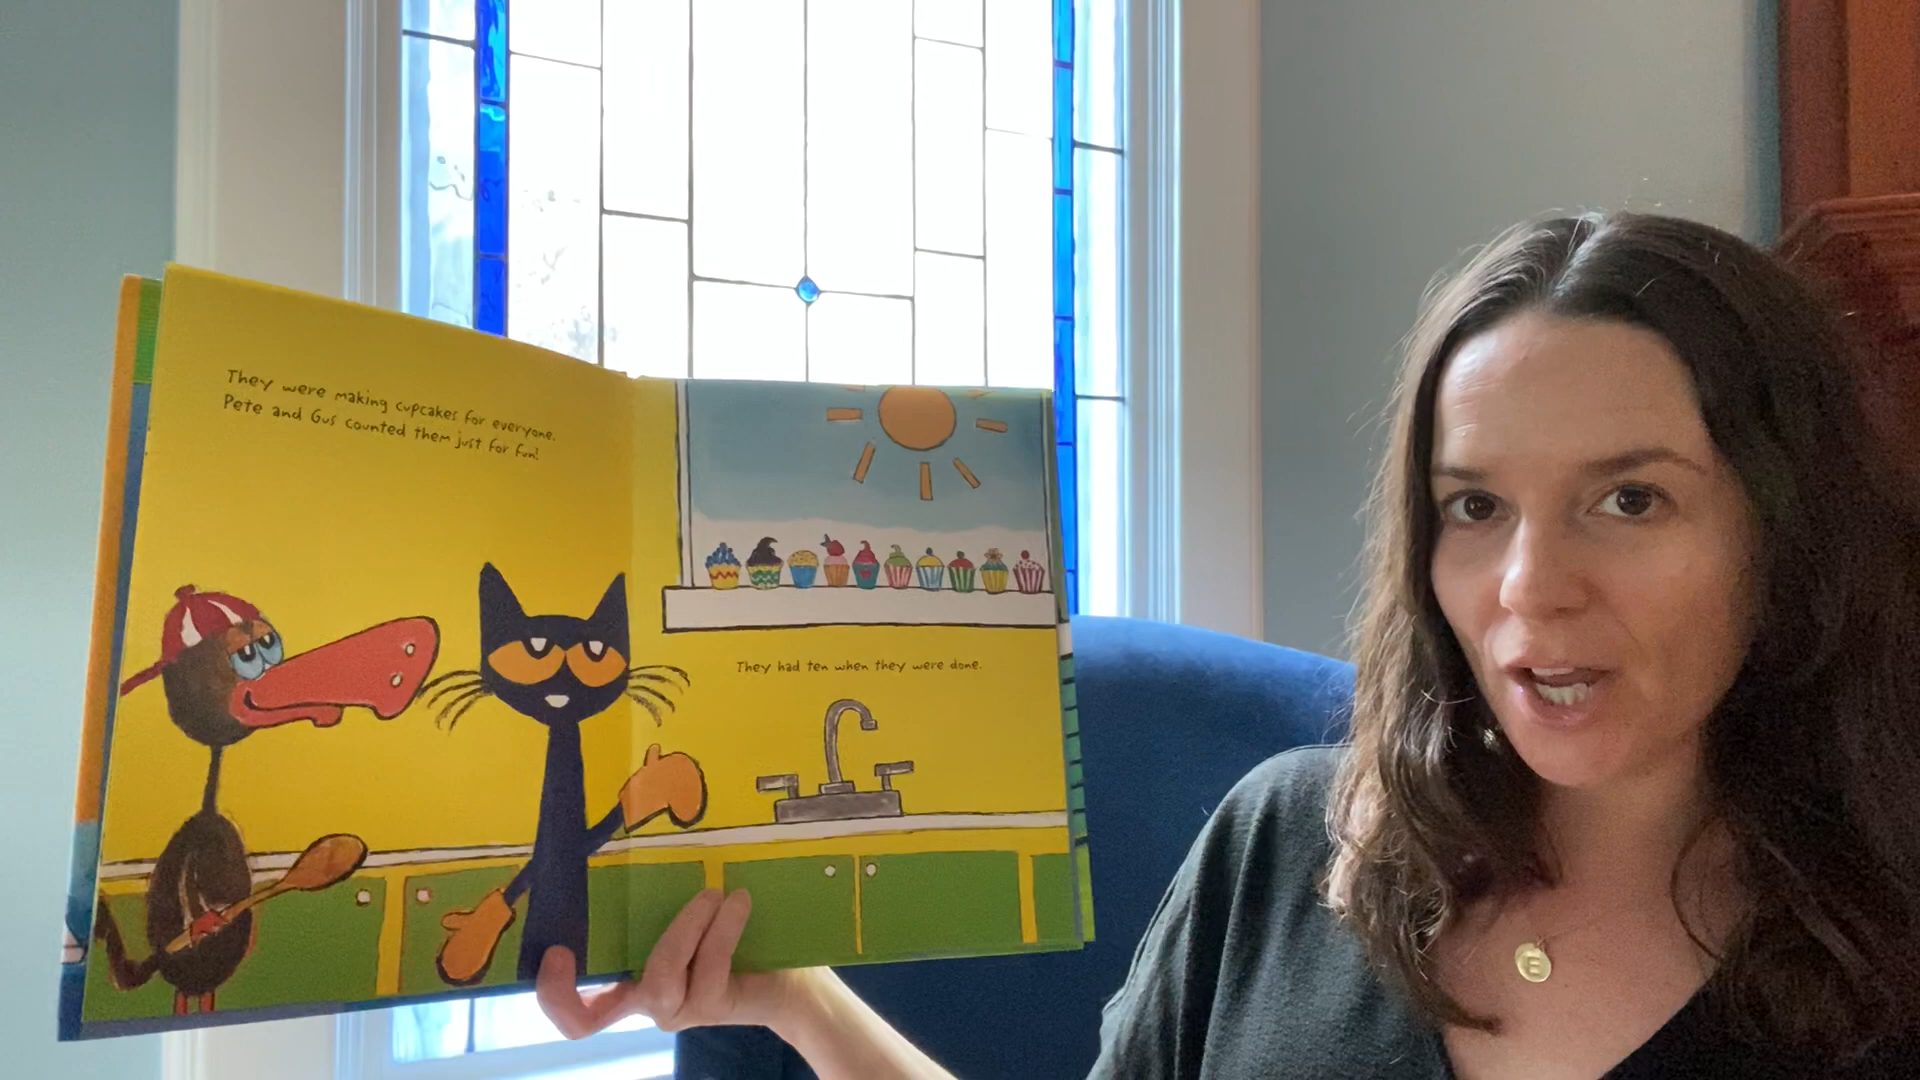 They were making cupcakes for everyone.
Pete and Gus counted them just for fun!
They had ten when they were done.
E